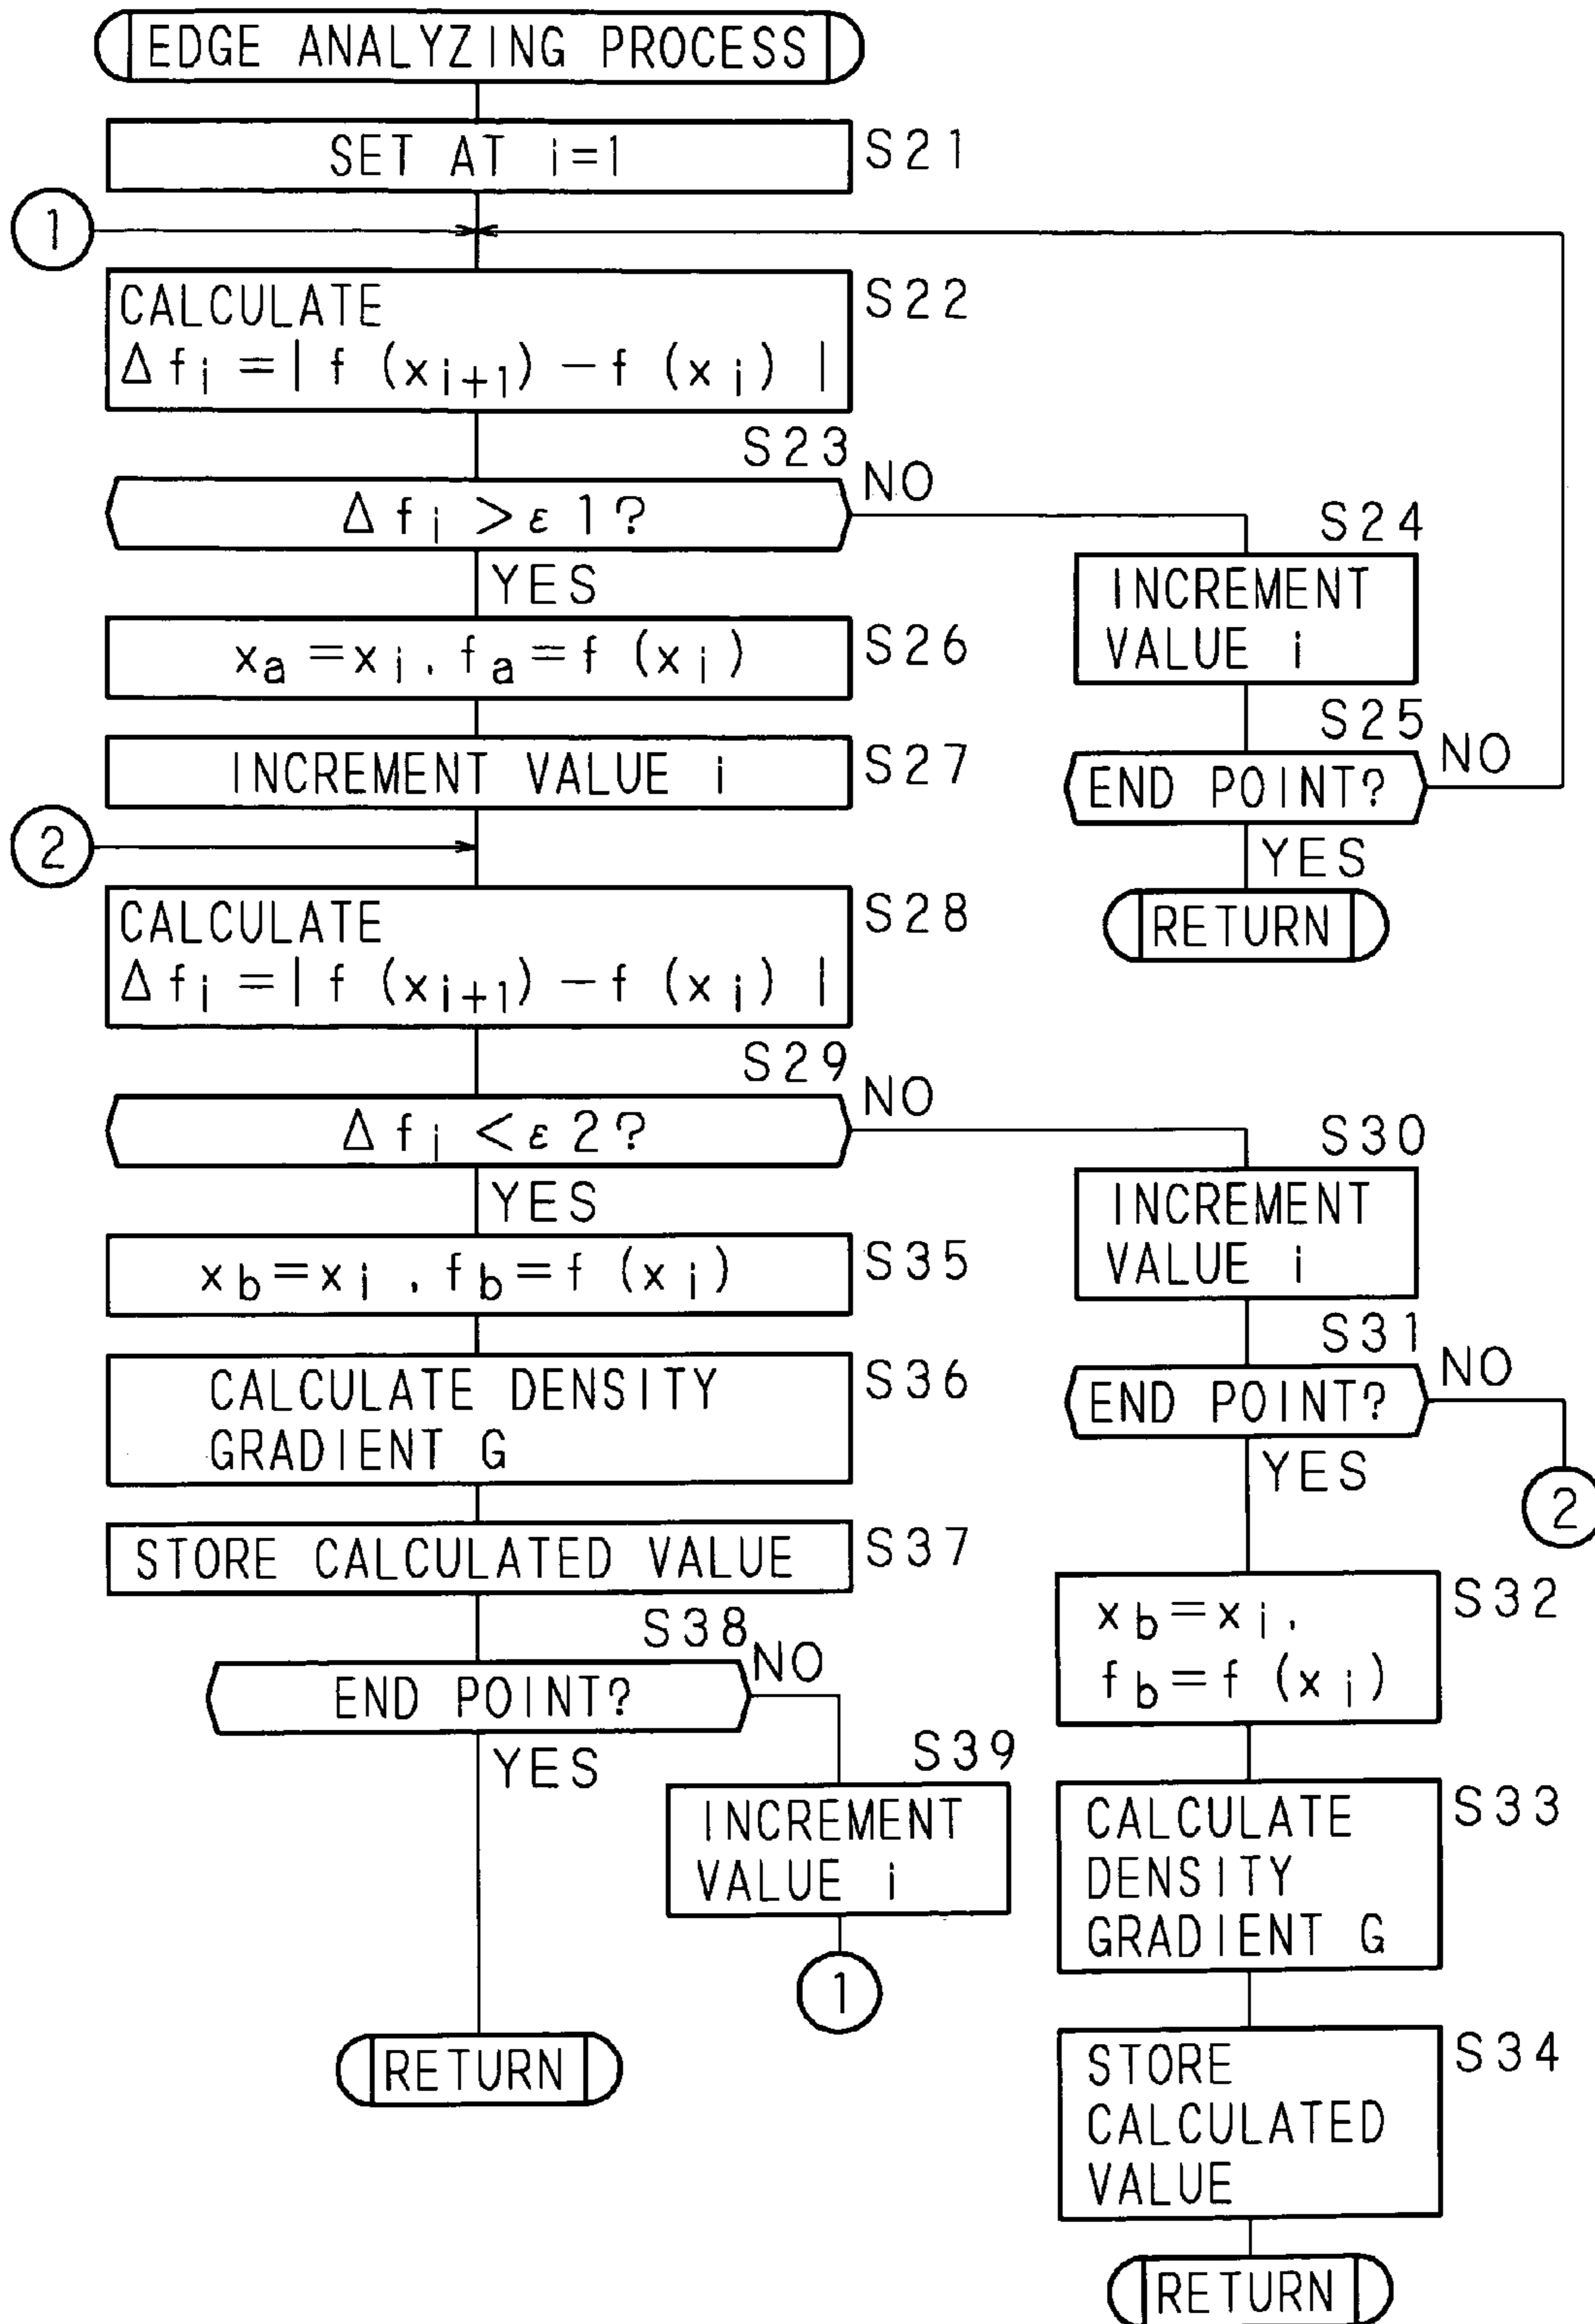 EDGE ANALYZING PROCESS
SET AT i=1
S21
1
CALCULATE
Δf_i=|f(x_{i+1})−f(x_i)|
S22
S23
Δf_i>ε1?
NO
YES
S24
INCREMENT
VALUE i
S25
END POINT?
NO
YES
RETURN
x_a=x_i, f_a=f(x_i)
S26
INCREMENT VALUE i
S27
2
CALCULATE
Δf_i=|f(x_{i+1})−f(x_i)|
S28
S29
Δf_i<ε2?
NO
YES
S30
INCREMENT
VALUE i
S31
END POINT?
NO
YES
2
x_b=x_i,
f_b=f(x_i)
S32
CALCULATE
DENSITY
GRADIENT G
S33
STORE
CALCULATED
VALUE
S34
RETURN
x_b=x_i, f_b=f(x_i)
S35
CALCULATE DENSITY
GRADIENT G
S36
STORE CALCULATED VALUE
S37
S38
END POINT?
NO
YES
S39
INCREMENT
VALUE i
1
RETURN